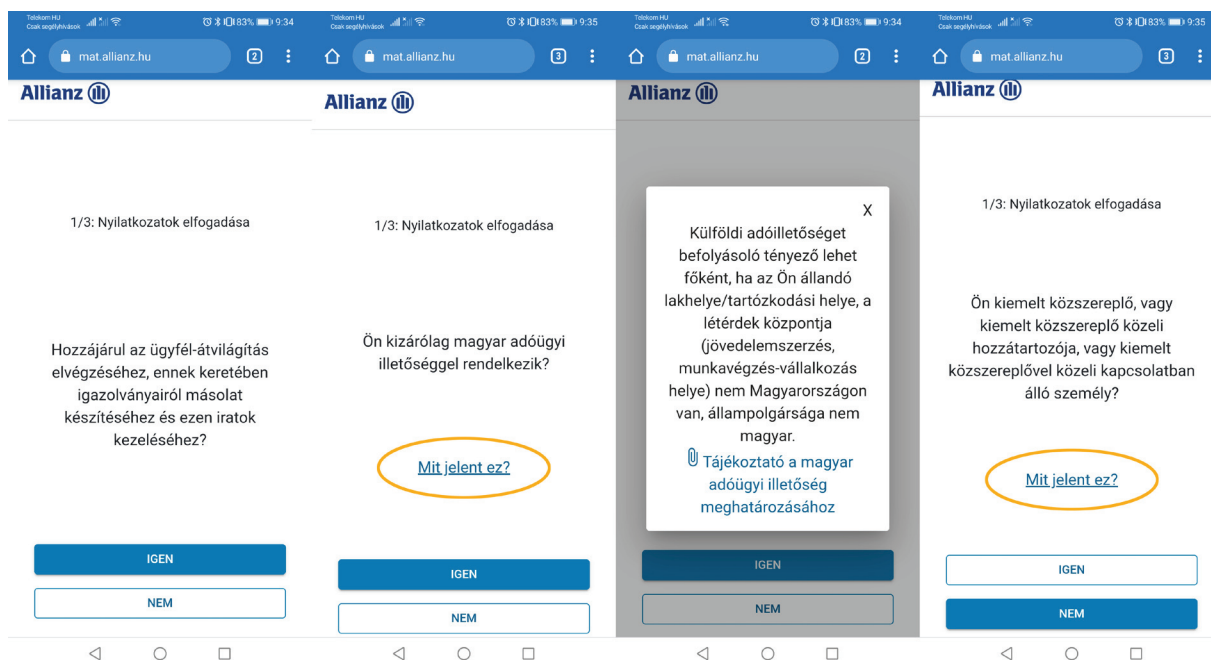 Telekom HU
Csak segélyhívások
83%
9:34
mat.allianz.hu
2
Allianz
1/3: Nyilatkozatok elfogadása
Hozzájárul az ügyfél-átvilágítás
elvégzéséhez, ennek keretében
igazolványairól másolat
készítéséhez és ezen iratok
kezeléséhez?
IGEN
NEM
Telekom HU
Csak segélyhívások
83%
9:35
mat.allianz.hu
3
Allianz
1/3: Nyilatkozatok elfogadása
Ön kizárólag magyar adóügyi
illetőséggel rendelkezik?
Mit jelent ez?
IGEN
NEM
Telekom HU
Csak segélyhívások
83%
9:34
mat.allianz.hu
2
Allianz
X
Külföldi adóilletőséget
befolyásoló tényező lehet
főként, ha az Ön állandó
lakhelye/tartózkodási helye, a
létérdek központja
(jövedelemszerzés,
munkavégzés-vállalkozás
helye) nem Magyarországon
van, állampolgársága nem
magyar.
Tájékoztató a magyar
adóügyi illetőség
meghatározásához
IGEN
NEM
Telekom HU
Csak segélyhívások
83%
9:35
mat.allianz.hu
3
Allianz
1/3: Nyilatkozatok elfogadása
Ön kiemelt közszereplő, vagy
kiemelt közszereplő közeli
hozzátartozója, vagy kiemelt
közszereplővel közeli kapcsolatban
álló személy?
Mit jelent ez?
IGEN
NEM